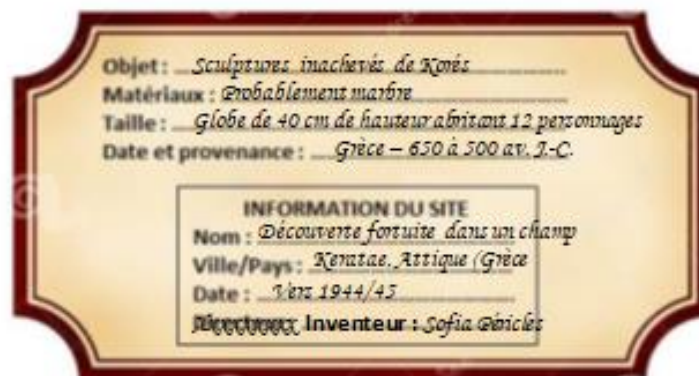 Objet : Sculptures inachevés de Korés
Matériaux : Probablement marbre
Taille : Globe de 40 cm de hauteur abritant 12 personnages
Date et provenance : Grèce – 650 à 500 av. J.-C.
INFORMATION DU SITE
Nom : Découverte fortuite dans un champ
Ville/Pays : Keratae, Attique (Grèce
Date : Vers 1944/45
Inventeur : Sofia Péricles